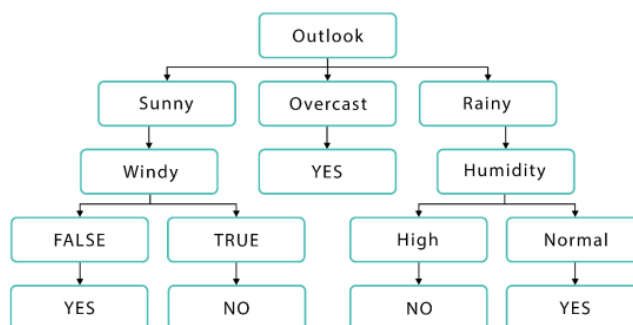 Outlook
Sunny Overcast Rainy
Windy YES Humidity
FALSE TRUE High Normal
YES NO NO YES